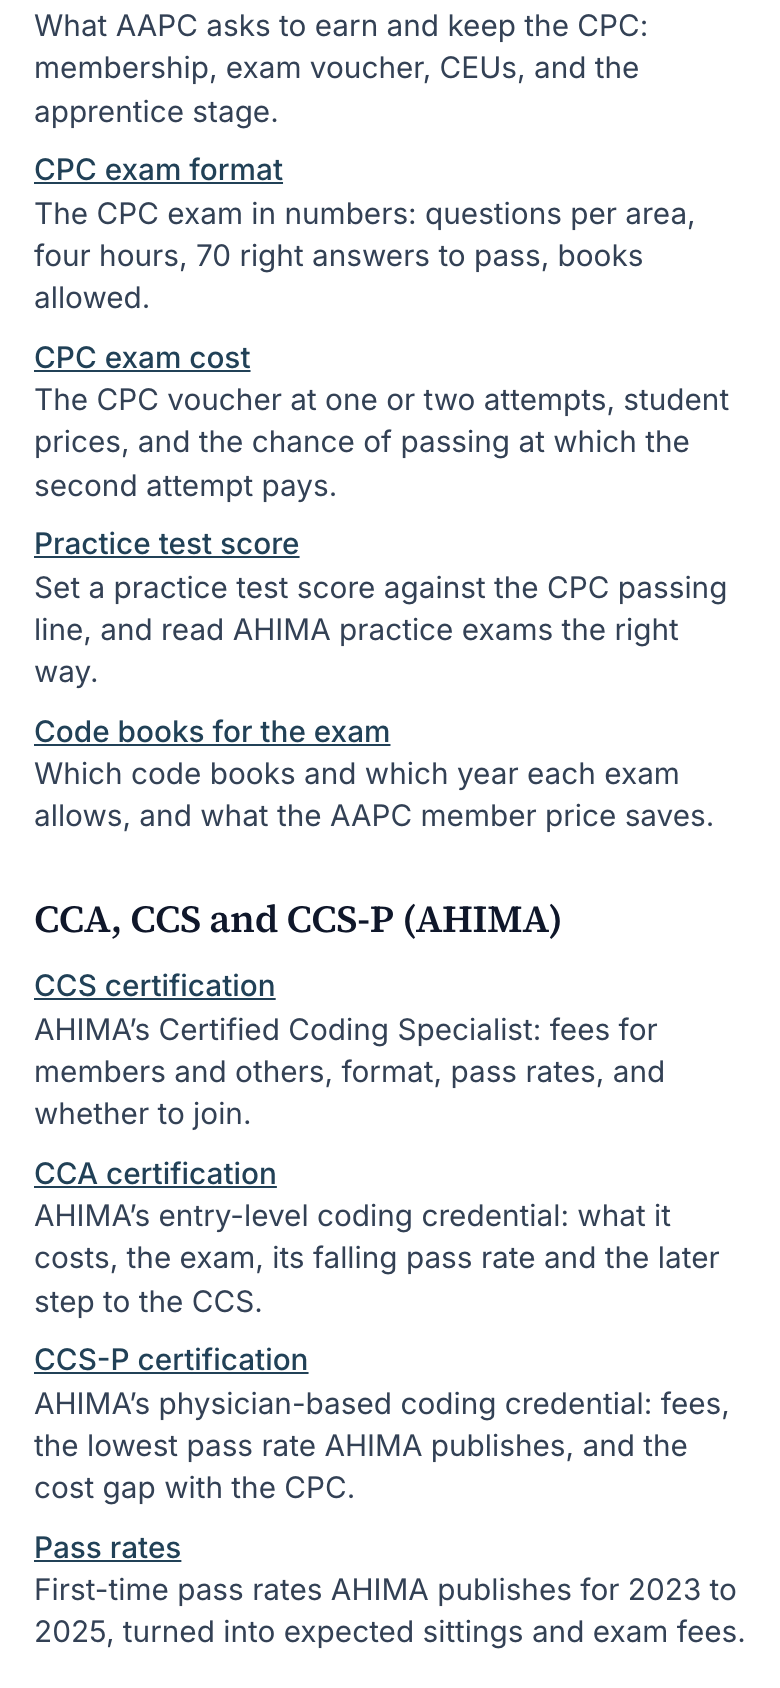 What AAPC asks to earn and keep the CPC:
membership, exam voucher, CEUs, and the
apprentice stage.
CPC exam format
The CPC exam in numbers: questions per area,
four hours, 70 right answers to pass, books
allowed.
CPC exam cost
The CPC voucher at one or two attempts, student
prices, and the chance of passing at which the
second attempt pays.
Practice test score
Set a practice test score against the CPC passing
line, and read AHIMA practice exams the right
way.
Code books for the exam
Which code books and which year each exam
allows, and what the AAPC member price saves.
CCA, CCS and CCS-P (AHIMA)
CCS certification
AHIMA’s Certified Coding Specialist: fees for
members and others, format, pass rates, and
whether to join.
CCA certification
AHIMA’s entry-level coding credential: what it
costs, the exam, its falling pass rate and the later
step to the CCS.
CCS-P certification
AHIMA’s physician-based coding credential: fees,
the lowest pass rate AHIMA publishes, and the
cost gap with the CPC.
Pass rates
First-time pass rates AHIMA publishes for 2023 to
2025, turned into expected sittings and exam fees.